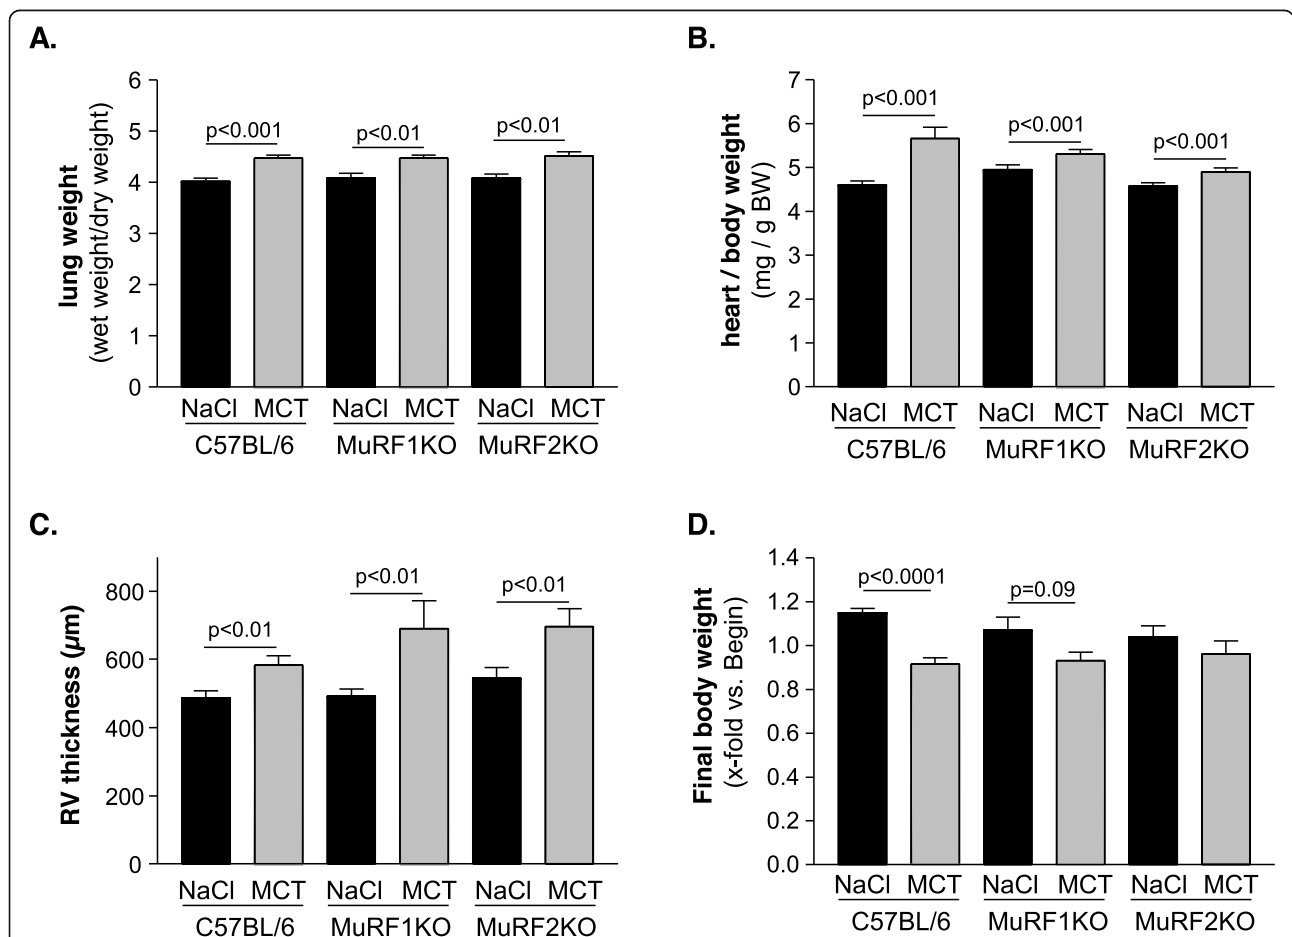 A.
lung weight
(wet weight/dry weight)
6
5
4
3
2
1
0
p<0.001
p<0.01
p<0.01
NaCl MCT NaCl MCT NaCl MCT
C57BL/6 MuRF1KO MuRF2KO
B.
heart / body weight
(mg / g BW)
7
6
5
4
3
2
1
0
p<0.001
p<0.001
p<0.001
NaCl MCT NaCl MCT NaCl MCT
C57BL/6 MuRF1KO MuRF2KO
C.
RV thickness (µm)
800
600
400
200
0
p<0.01
p<0.01
p<0.01
NaCl MCT NaCl MCT NaCl MCT
C57BL/6 MuRF1KO MuRF2KO
D.
Final body weight
(x-fold vs. Begin)
1.4
1.2
1.0
0.8
0.6
0.4
0.2
0.0
p<0.0001
p=0.09
NaCl MCT NaCl MCT NaCl MCT
C57BL/6 MuRF1KO MuRF2KO